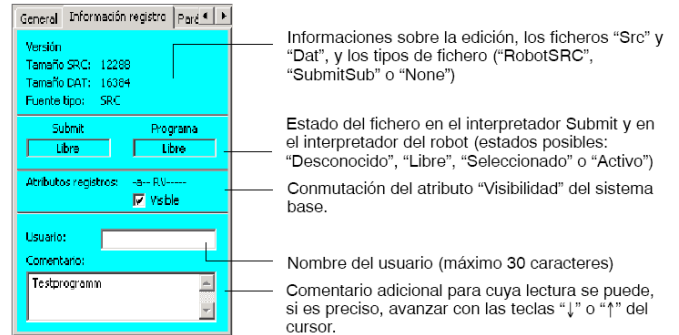 General Información registro Pará
Versión
Tamaño SRC: 12288
Tamaño DAT: 16384
Fuente tipo: SRC
Submit Programa
Libre Libre
Atributos registros: -a-- RV-----
Visible
Usuario:
Comentario:
Testprogramm
Informaciones sobre la edición, los ficheros “Src” y
“Dat”, y los tipos de fichero (“RobotSRC”,
“SubmitSub” o “None”)
Estado del fichero en el interpretador Submit y en
el interpretador del robot (estados posibles:
“Desconocido”, “Libre”, “Seleccionado” o “Activo”)
Conmutación del atributo “Visibilidad” del sistema
base.
Nombre del usuario (máximo 30 caracteres)
Comentario adicional para cuya lectura se puede,
si es preciso, avanzar con las teclas “↓” o “↑” del
cursor.